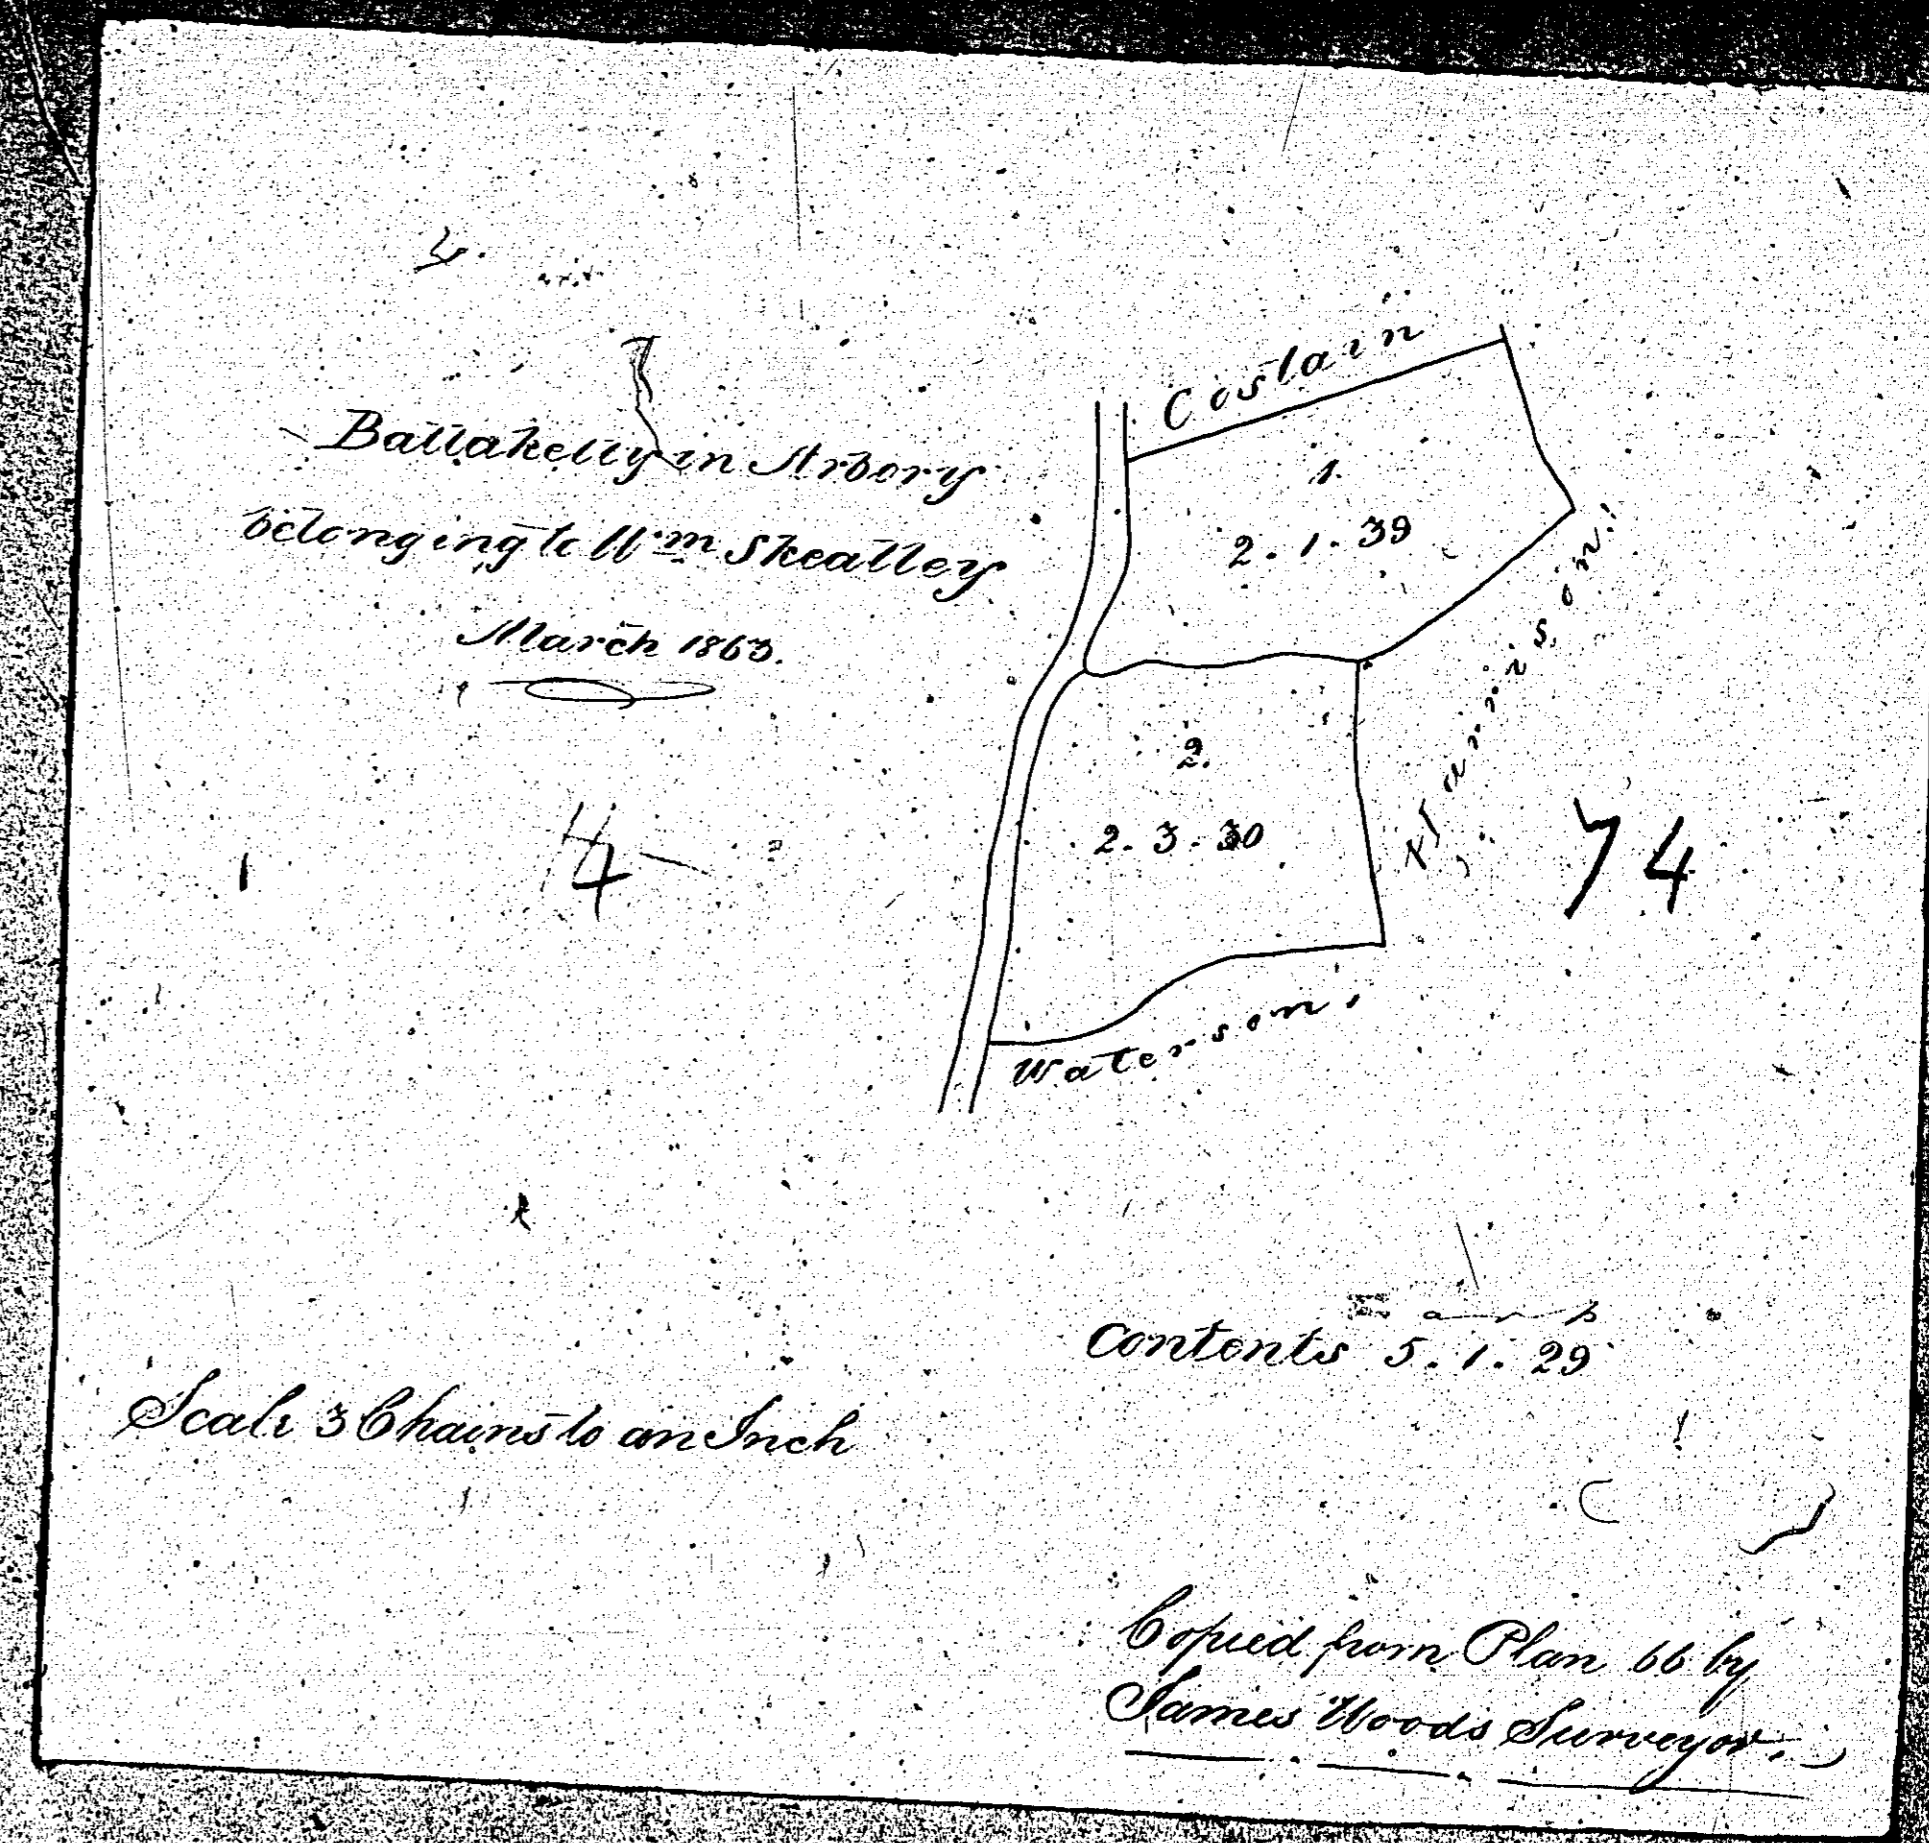 Ballakelly in Arbory
belonging to Wm Skealley
March 1863.
Costain
1.
2. 1. 39
Harrison.
2.
2. 3. 30
74
Waterson.
Contents 5. 1. 29
Scale 3 Chains to an Inch
Copied from Plan 66 by
James Woods Surveyor.